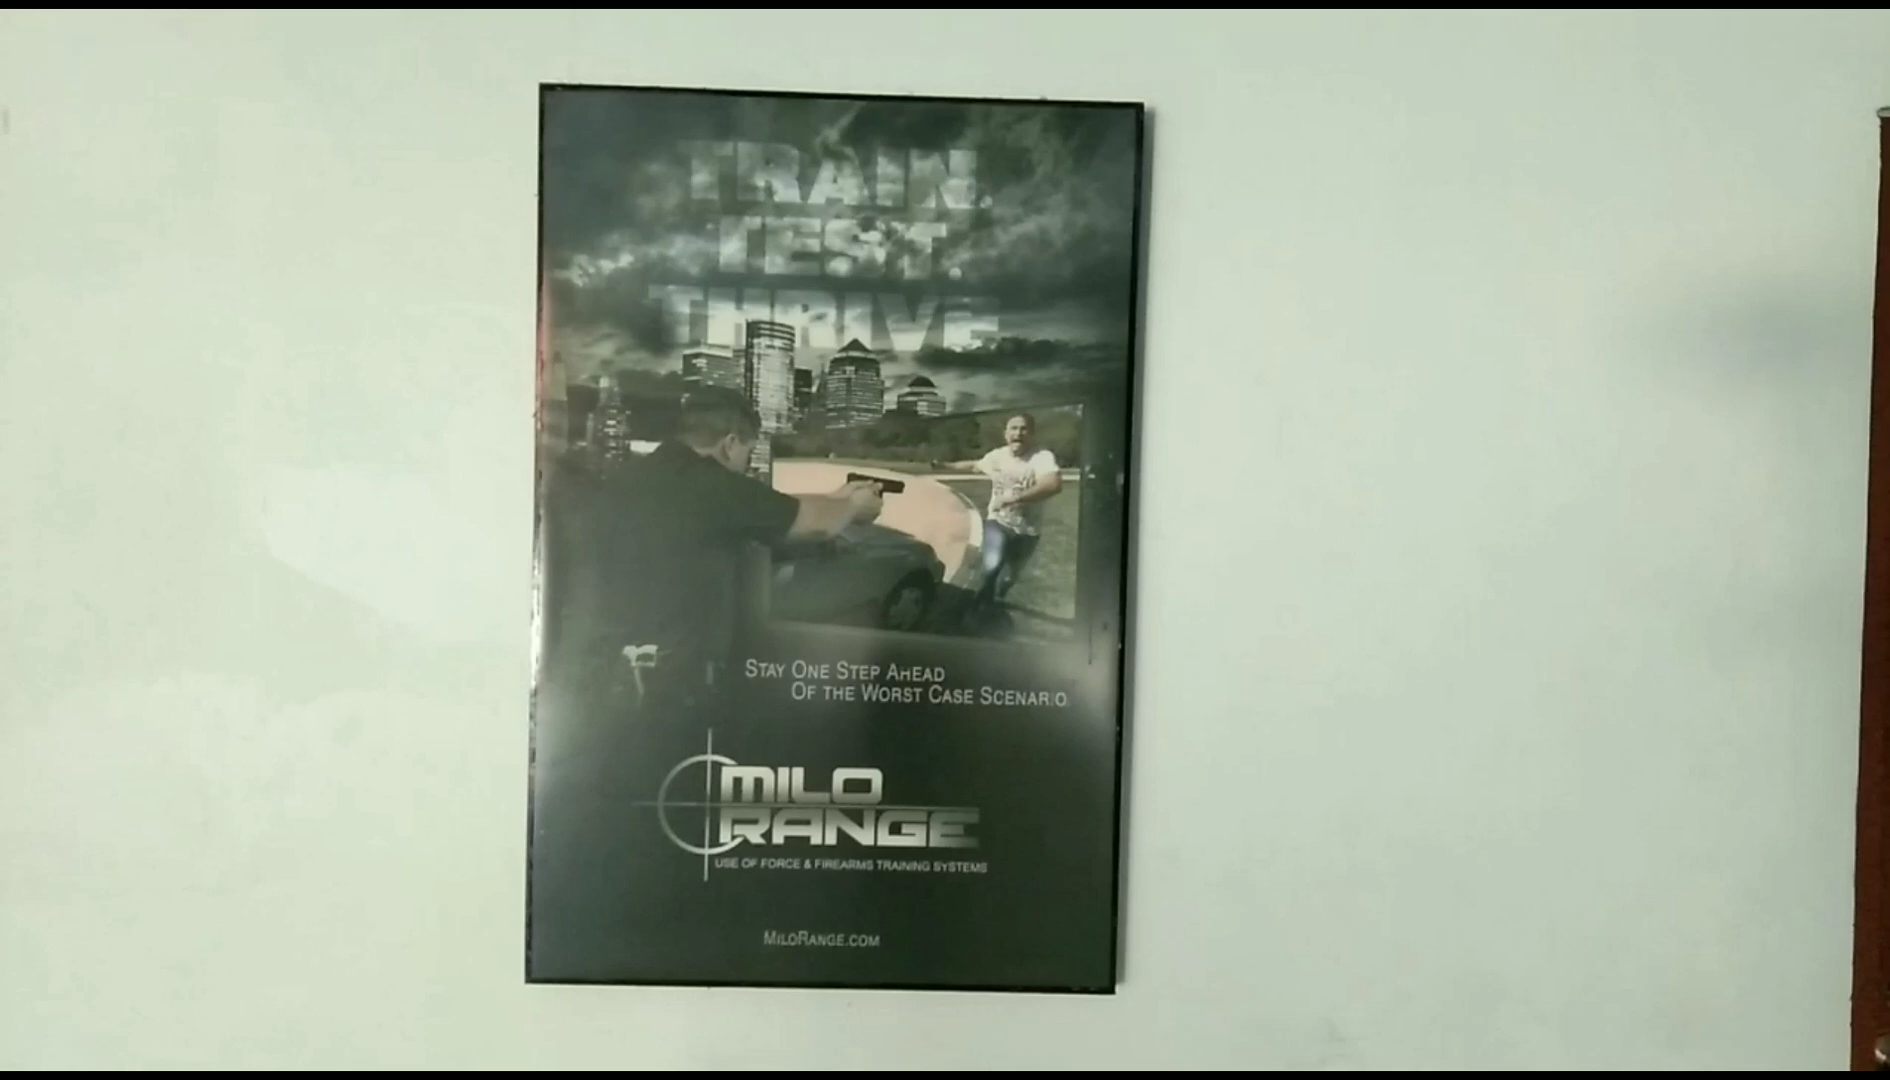 TRAIN.
TEST.
THRIVE
STAY ONE STEP AHEAD
OF THE WORST CASE SCENARIO.
MILO
RANGE
USE OF FORCE & FIREARMS TRAINING SYSTEMS
MILORANGE.COM